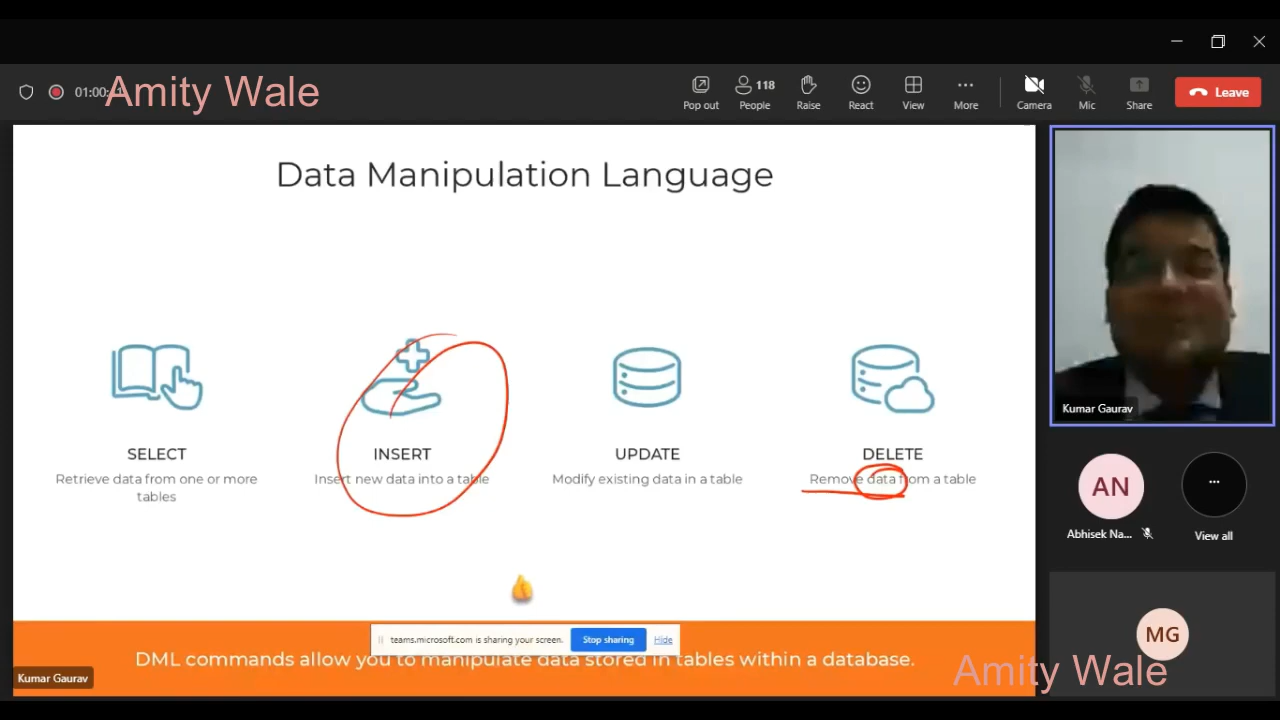 01:00:
Amity Wale
Pop out
118
People
Raise
React
View
More
Camera
Mic
Share
Leave
Data Manipulation Language
SELECT
Retrieve data from one or more
tables
INSERT
Insert new data into a table
UPDATE
Modify existing data in a table
DELETE
Remove data from a table
teams.microsoft.com is sharing your screen.
Stop sharing
Hide
DML commands allow you to manipulate data stored in tables within a database.
Kumar Gaurav
Kumar Gaurav
AN
Abhisek Na...
...
View all
MG
Amity Wale